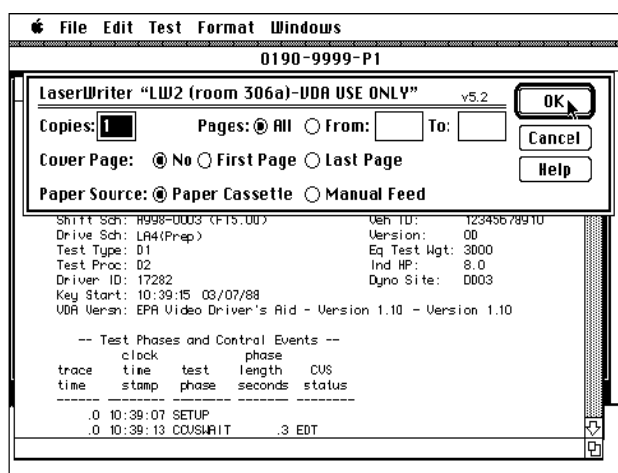 File Edit Test Format Windows
0190-9999-P1
LaserWriter “LW2 (room 306a)-VDA USE ONLY” v5.2 OK
Copies: 1 Pages: All From: To: Cancel
Cover Page: No First Page Last Page Help
Paper Source: Paper Cassette Manual Feed
Shift Sch: A998-0003 (FT5.00) Veh ID: 12345678910
Drive Sch: LA4(Prep) Version: 0D
Test Type: D1 Eq Test Wgt: 3D00
Test Proc: D2 Ind HP: 8.0
Driver ID: 17282 Dyno Site: DD03
Key Start: 10:39:15 03/07/88
VDA Versn: EPA Video Driver's Aid - Version 1.10 - Version 1.10
-- Test Phases and Control Events --
clock phase
trace time test length CVS
time stamp phase seconds status
------ -------- -------- ------- --------
.0 10:39:07 SETUP
.0 10:39:13 CCVSWAIT .3 EDT